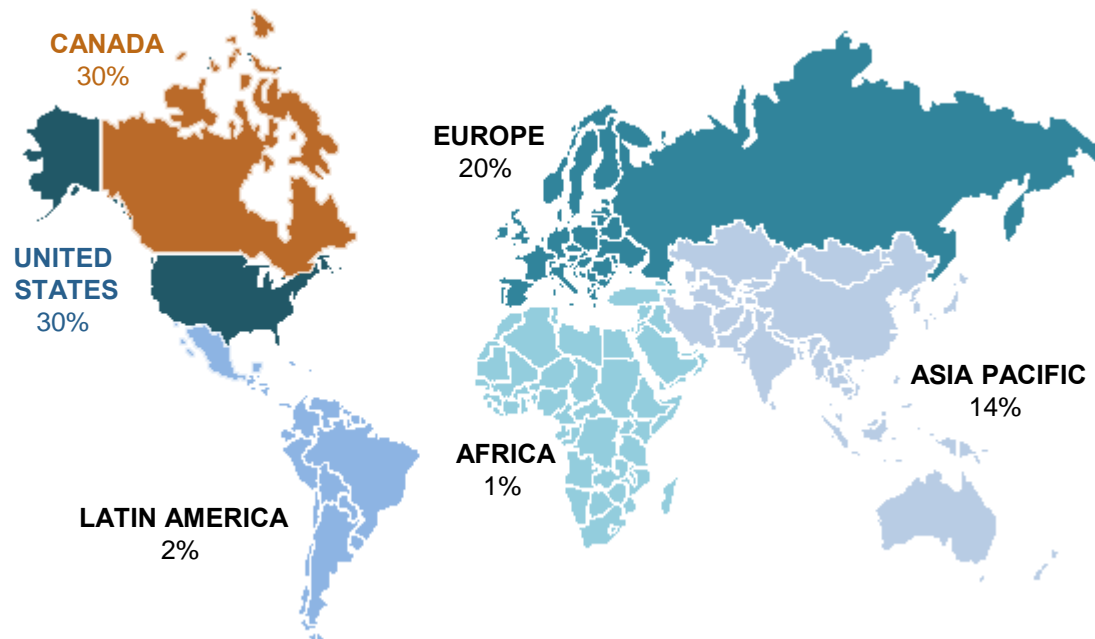 CANADA
30%
EUROPE
20%
UNITED
STATES
30%
ASIA PACIFIC
14%
AFRICA
1%
LATIN AMERICA
2%